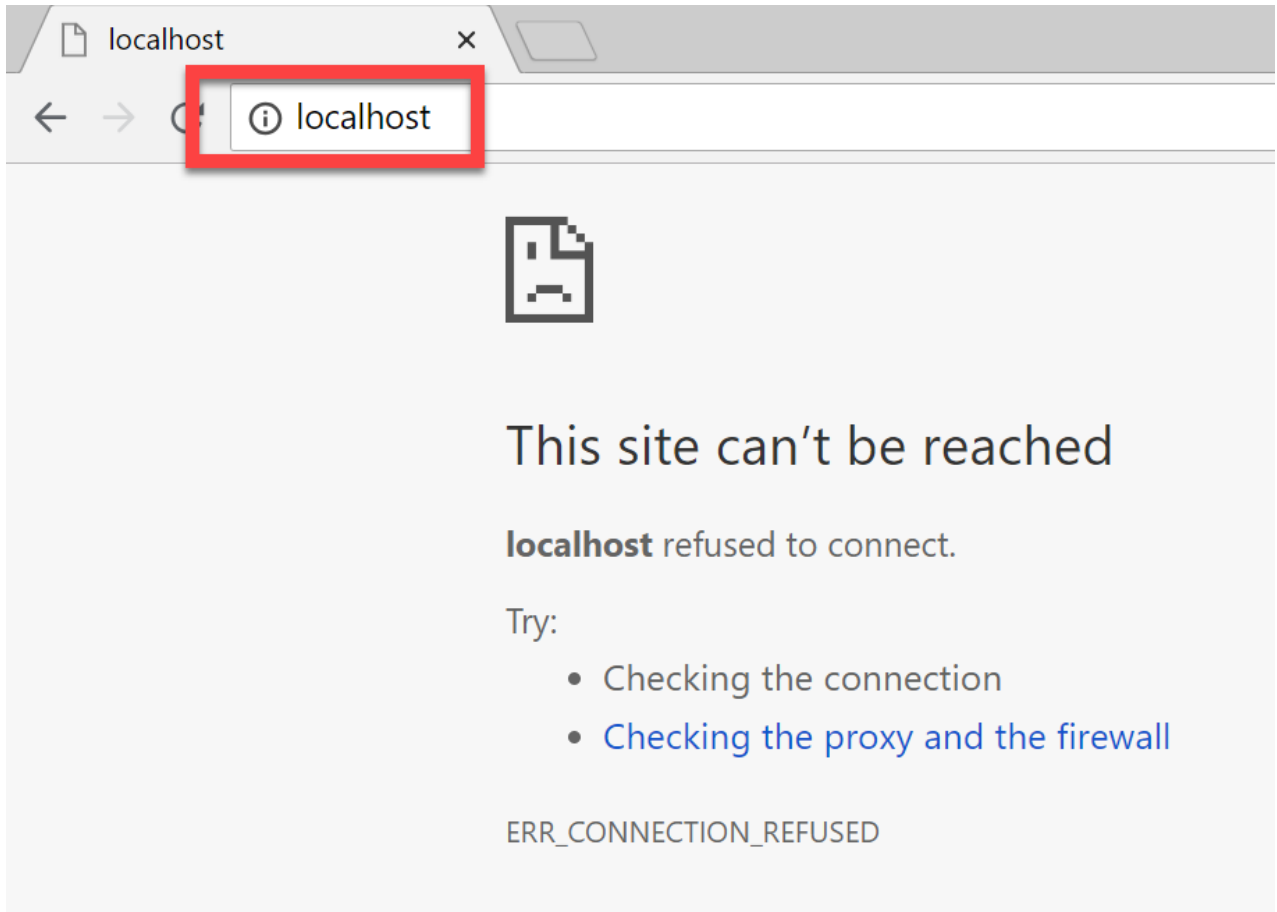 localhost
localhost
This site can't be reached
localhost refused to connect.
Try:
Checking the connection
Checking the proxy and the firewall
ERR_CONNECTION_REFUSED